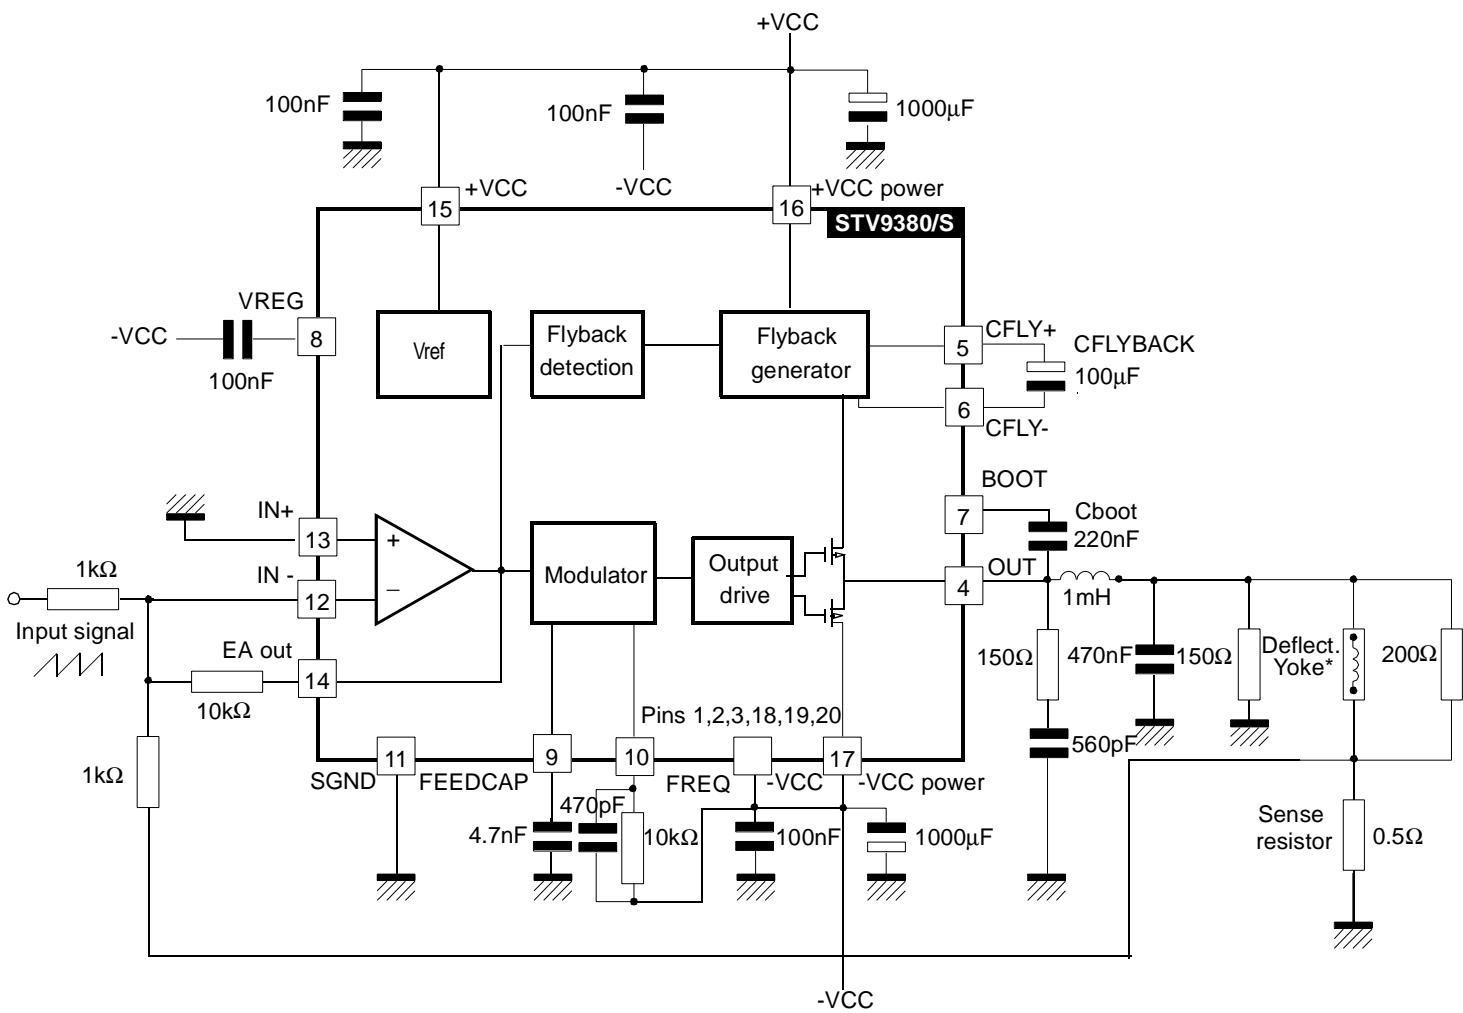 +VCC
100nF
100nF
1000µF
+VCC
-VCC
+VCC power
15
16
STV9380/S
VREG
-VCC
8
100nF
Vref
Flyback
detection
Flyback
generator
CFLY+
5
CFLYBACK
100µF
6
CFLY-
BOOT
7
Cboot
220nF
IN+
13
+
IN -
12
–
1kΩ
Input signal
Modulator
Output
drive
OUT
4
1mH
EA out
14
10kΩ
150Ω
470nF
150Ω
Deflect.
Yoke*
200Ω
Pins 1,2,3,18,19,20
560pF
1kΩ
11
9
10
17
SGND
FEEDCAP
FREQ
-VCC
-VCC power
470pF
4.7nF
10kΩ
100nF
1000µF
Sense
resistor
0.5Ω
-VCC